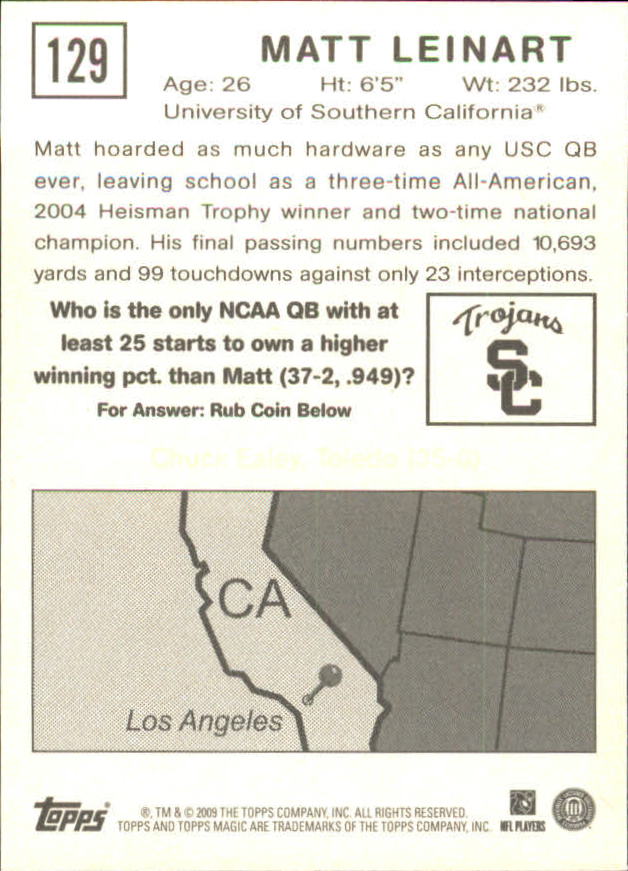 129
MATT LEINART
Age: 26 Ht: 6'5" Wt: 232 lbs.
University of Southern California®
Matt hoarded as much hardware as any USC QB
ever, leaving school as a three-time All-American,
2004 Heisman Trophy winner and two-time national
champion. His final passing numbers included 10,693
yards and 99 touchdowns against only 23 interceptions.
Who is the only NCAA QB with at
least 25 starts to own a higher
winning pct. than Matt (37-2, .949)?
For Answer: Rub Coin Below
Trojans
SC
Chuck Ealey, Toledo (35-0)
CA
Los Angeles
Topps
®, TM & © 2009 THE TOPPS COMPANY, INC. ALL RIGHTS RESERVED.
TOPPS AND TOPPS MAGIC ARE TRADEMARKS OF THE TOPPS COMPANY, INC.
NFL PLAYERS